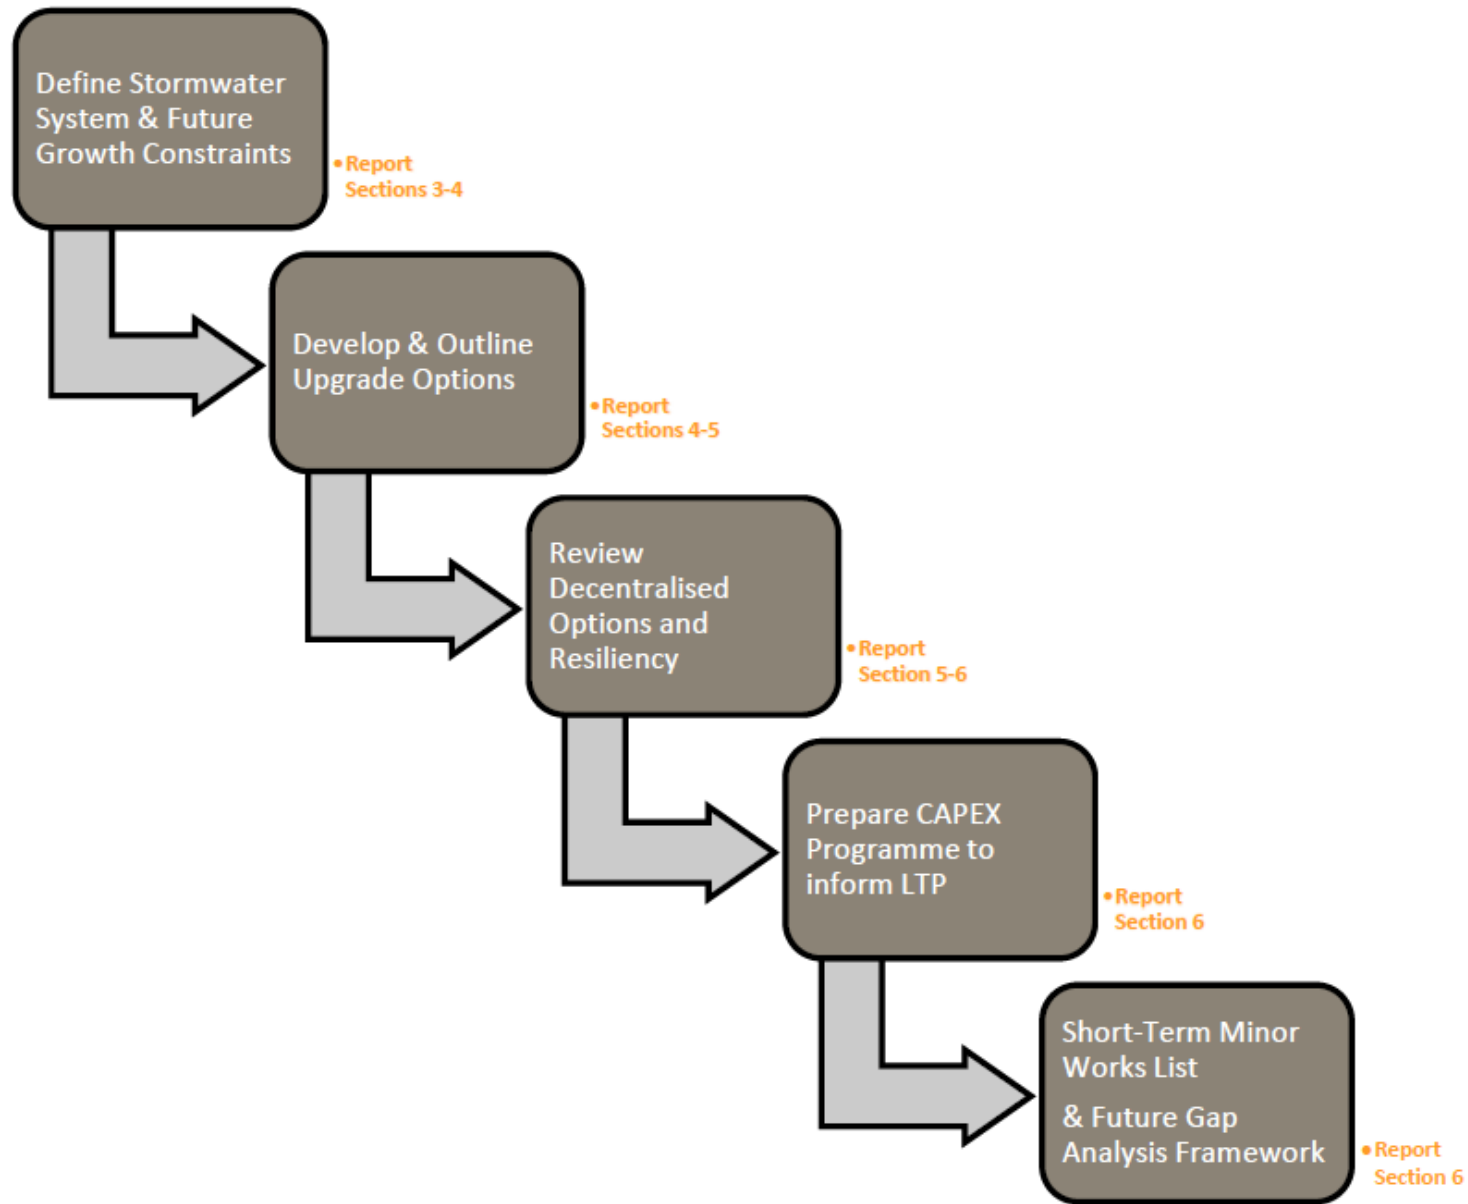 Define Stormwater
System & Future
Growth Constraints
•Report
Sections 3-4
Develop & Outline
Upgrade Options
•Report
Sections 4-5
Review
Decentralised
Options and
Resiliency
•Report
Section 5-6
Prepare CAPEX
Programme to
inform LTP
•Report
Section 6
Short-Term Minor
Works List
& Future Gap
Analysis Framework
•Report
Section 6